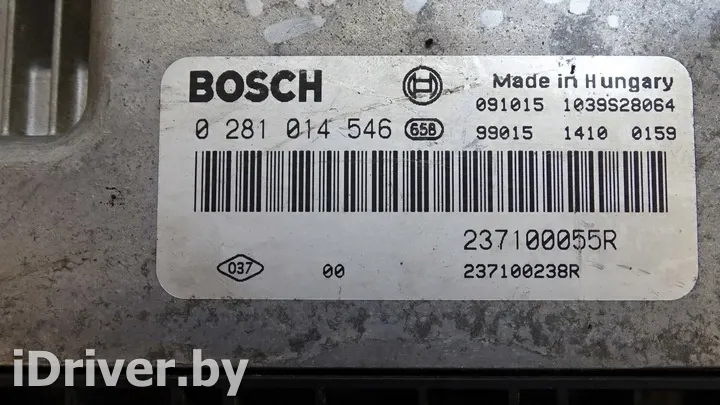 BOSCH
Made in Hungary
091015 1039S28064
0 281 014 546 65B
99015 1410 0159
237100055R
037 00 237100238R
iDriver.by